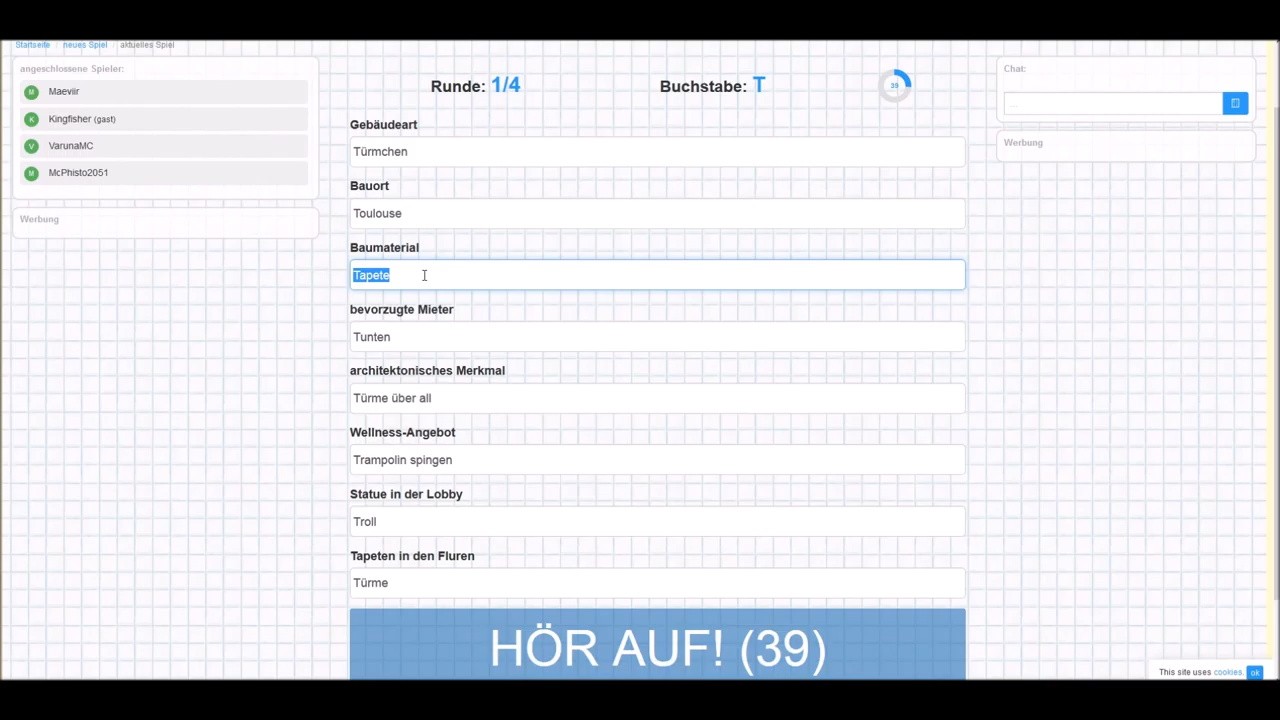 Startseite / neues Spiel / aktuelles Spiel
angeschlossene Spieler:
M Maeviir
K Kingfisher (gast)
V VarunaMC
M McPhisto2051
Werbung
Runde: 1/4
Buchstabe: T
39
Gebäudeart
Türmchen
Bauort
Toulouse
Baumaterial
Tapete
bevorzugte Mieter
Tunten
architektonisches Merkmal
Türme über all
Wellness-Angebot
Trampolin spingen
Statue in der Lobby
Troll
Tapeten in den Fluren
Türme
HÖR AUF! (39)
Chat:
...
Werbung
This site uses cookies. ok